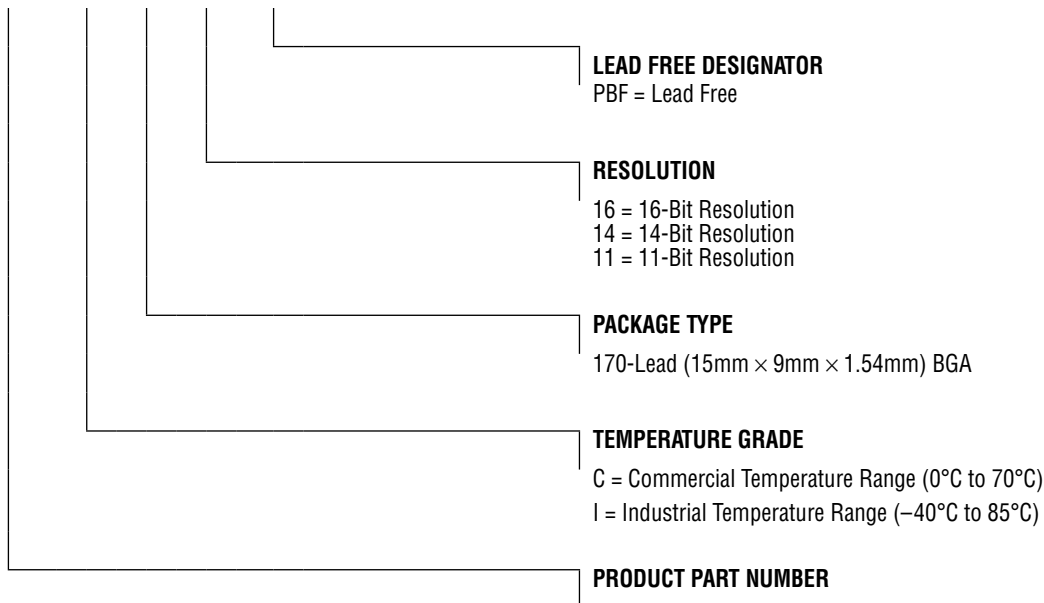 LEAD FREE DESIGNATOR
PBF = Lead Free
RESOLUTION
16 = 16-Bit Resolution
14 = 14-Bit Resolution
11 = 11-Bit Resolution
PACKAGE TYPE
170-Lead (15mm × 9mm × 1.54mm) BGA
TEMPERATURE GRADE
C = Commercial Temperature Range (0°C to 70°C)
I = Industrial Temperature Range (–40°C to 85°C)
PRODUCT PART NUMBER